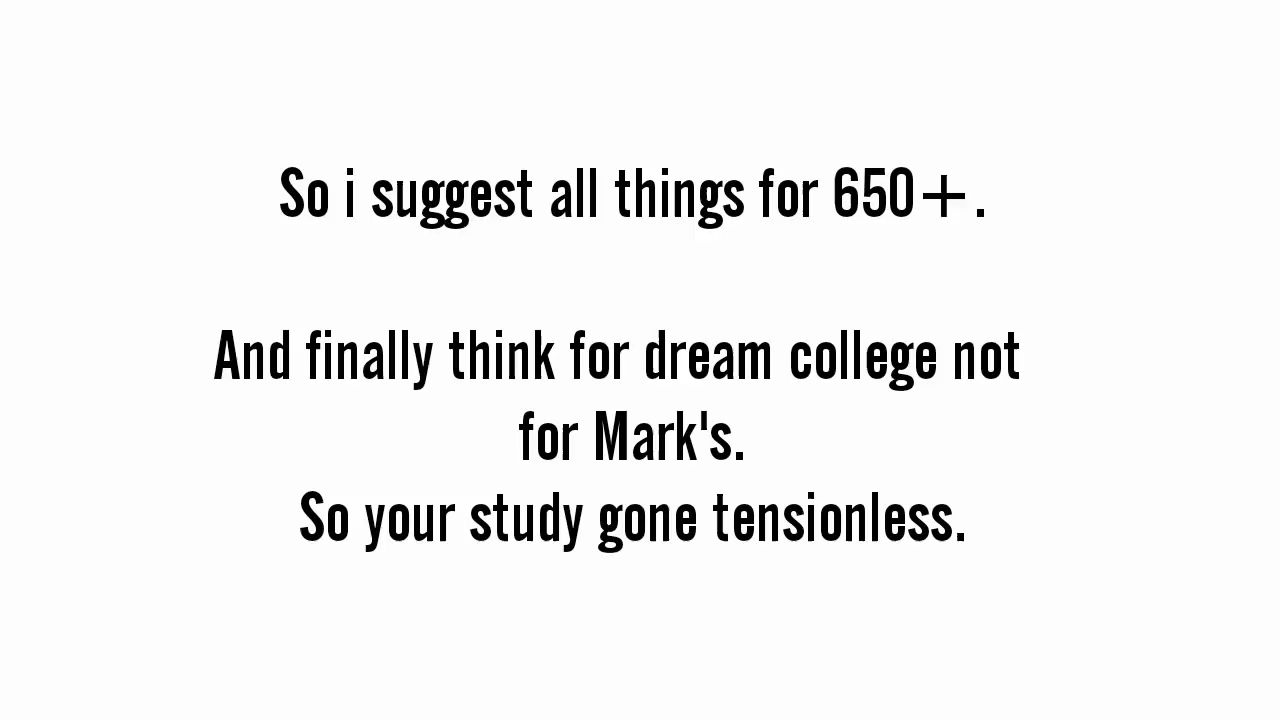 So i suggest all things for 650+.
And finally think for dream college not
for Mark's.
So your study gone tensionless.